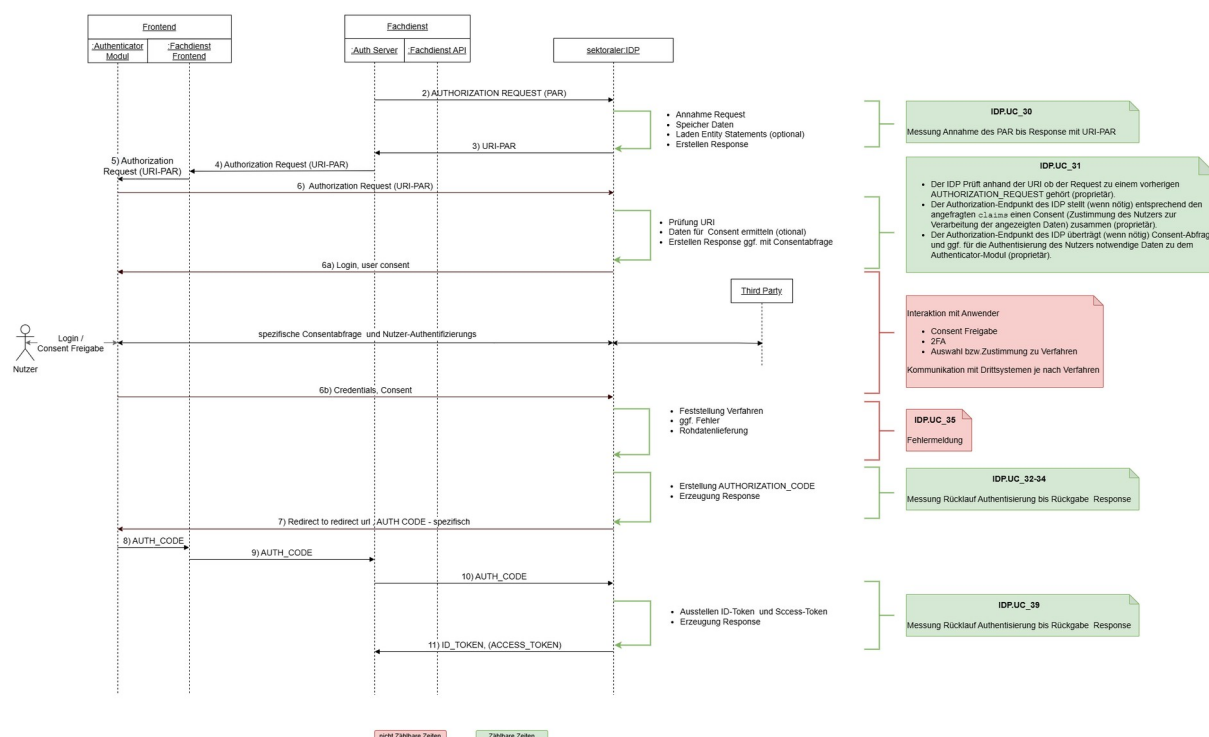 Frontend
Fachdienst
:Authenticator
Modul
:Fachdienst
Frontend
:Auth Server
:Fachdienst API
sektoraler:IDP
2) AUTHORIZATION REQUEST (PAR)
Annahme Request
Speicher Daten
Laden Entity Statements (optional)
Erstellen Response
IDP.UC_30
Messung Annahme des PAR bis Response mit URI-PAR
3) URI-PAR
4) Authorization Request (URI-PAR)
5) Authorization
Request (URI-PAR)
6) Authorization Request (URI-PAR)
IDP.UC_31
Der IDP Prüft anhand der URI ob der Request zu einem vorherigen
AUTHORIZATION_REQUEST gehört (proprietär).
Der Authorization-Endpunkt des IDP stellt (wenn nötig) entsprechend den
angefragten claims einen Consent (Zustimmung des Nutzers zur
Verarbeitung der angezeigten Daten) zusammen (proprietär).
Der Authorization-Endpunkt des IDP überträgt (wenn nötig) Consent-Abfrag
und ggf. für die Authentisierung des Nutzers notwendige Daten zu dem
Authenticator-Modul (proprietär).
Prüfung URI
Daten für Consent ermitteln (otional)
Erstellen Response ggf. mit Consentabfrage
6a) Login, user consent
Third Party
Interaktion mit Anwender
Consent Freigabe
2FA
Auswahl bzw.Zustimmung zu Verfahren
Kommunikation mit Drittsystemen je nach Verfahren
Login /
Consent Freigabe
Nutzer
spezifische Consentabfrage und Nutzer-Authentifizierungs
6b) Credentials, Consent
Feststellung Verfahren
ggf. Fehler
Rohdatenlieferung
IDP.UC_35
Fehlermeldung
Erstellung AUTHORIZATION_CODE
Erzeugung Response
IDP.UC_32-34
Messung Rücklauf Authentisierung bis Rückgabe Response
7) Redirect to redirect url , AUTH CODE - spezifisch
8) AUTH_CODE
9) AUTH_CODE
10) AUTH_CODE
Ausstellen ID-Token und Sccess-Token
Erzeugung Response
IDP.UC_39
Messung Rücklauf Authentisierung bis Rückgabe Response
11) ID_TOKEN, (ACCESS_TOKEN)
nicht Zählbare Zeiten
Zählbare Zeiten